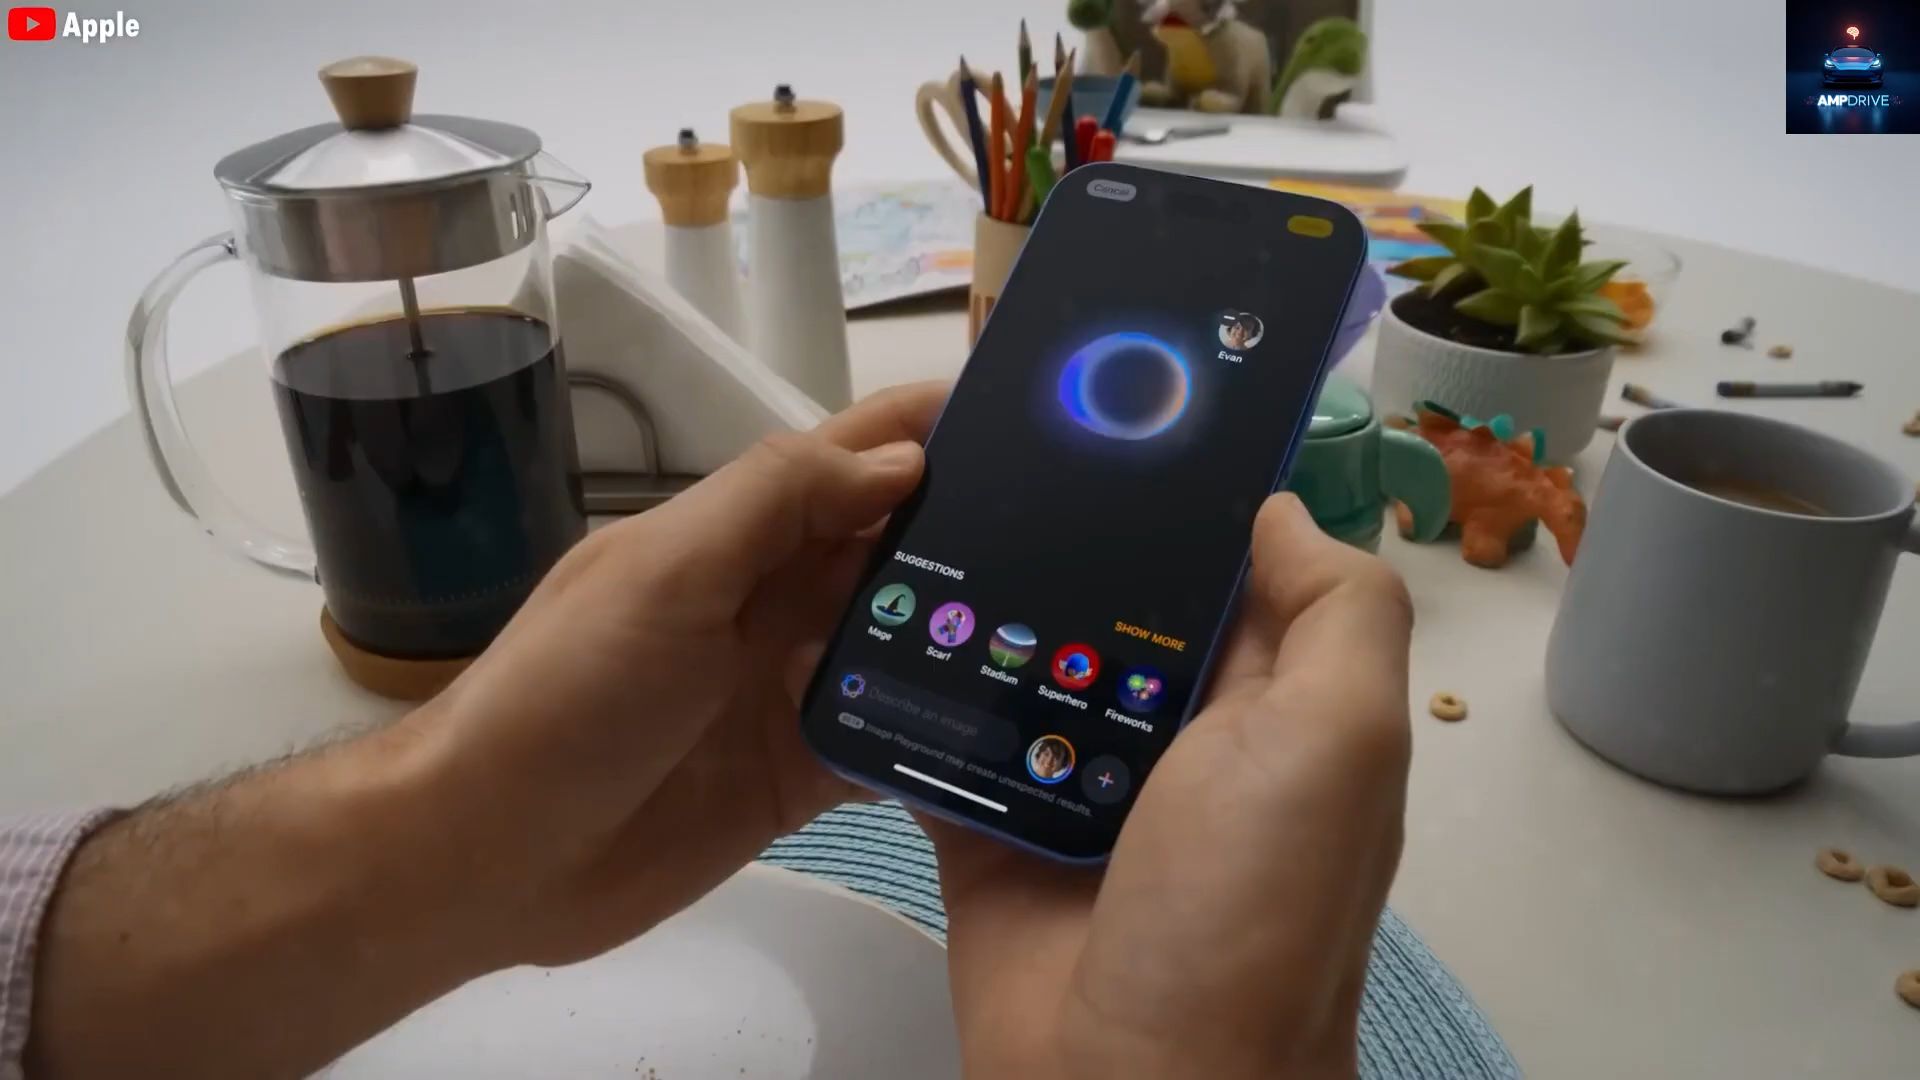 Apple
AMPDRIVE
Cancel
Evan
SUGGESTIONS
SHOW MORE
Mage
Scarf
Stadium
Superhero
Fireworks
Describe an image
BETA Image Playground may create unexpected results.